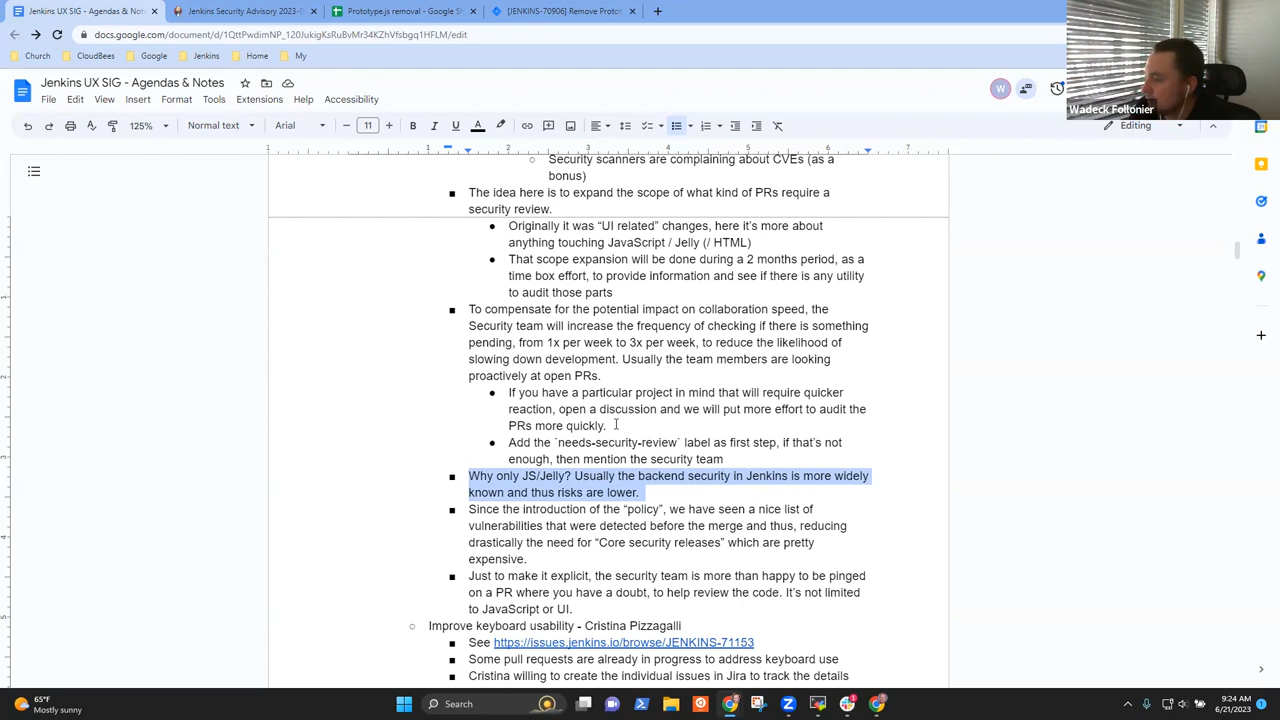 Jenkins UX SIG - Agendas & Notes
Jenkins Security Advisory 2023-0
Prototype.js removal - Google Sh
[JENKINS-70906] Remove Protot
docs.google.com/document/d/
Church
CloudBees
Google
Jenkins
Home
My
Wadeck Follonier
Jenkins UX SIG - Agendas & Notes
W
File Edit View Insert Format Tools Extensions Help Accessibility
125%
Normal text
Arial
11
Editing
1 1 2 3 4 5 6 7
Security scanners are complaining about CVEs (as a
bonus)
The idea here is to expand the scope of what kind of PRs require a
security review.
Originally it was “UI related” changes, here it’s more about
anything touching JavaScript / Jelly (/ HTML)
That scope expansion will be done during a 2 months period, as a
time box effort, to provide information and see if there is any utility
to audit those parts
To compensate for the potential impact on collaboration speed, the
Security team will increase the frequency of checking if there is something
pending, from 1x per week to 3x per week, to reduce the likelihood of
slowing down development. Usually the team members are looking
proactively at open PRs.
If you have a particular project in mind that will require quicker
reaction, open a discussion and we will put more effort to audit the
PRs more quickly.
Add the `needs-security-review` label as first step, if that’s not
enough, then mention the security team
Why only JS/Jelly? Usually the backend security in Jenkins is more widely
known and thus risks are lower.
Since the introduction of the “policy”, we have seen a nice list of
vulnerabilities that were detected before the merge and thus, reducing
drastically the need for “Core security releases” which are pretty
expensive.
Just to make it explicit, the security team is more than happy to be pinged
on a PR where you have a doubt, to help review the code. It’s not limited
to JavaScript or UI.
Improve keyboard usability - Cristina Pizzagalli
See https://issues.jenkins.io/browse/JENKINS-71153
Some pull requests are already in progress to address keyboard use
Cristina willing to create the individual issues in Jira to track the details
65°F
Mostly sunny
Search
9:24 AM
6/21/2023